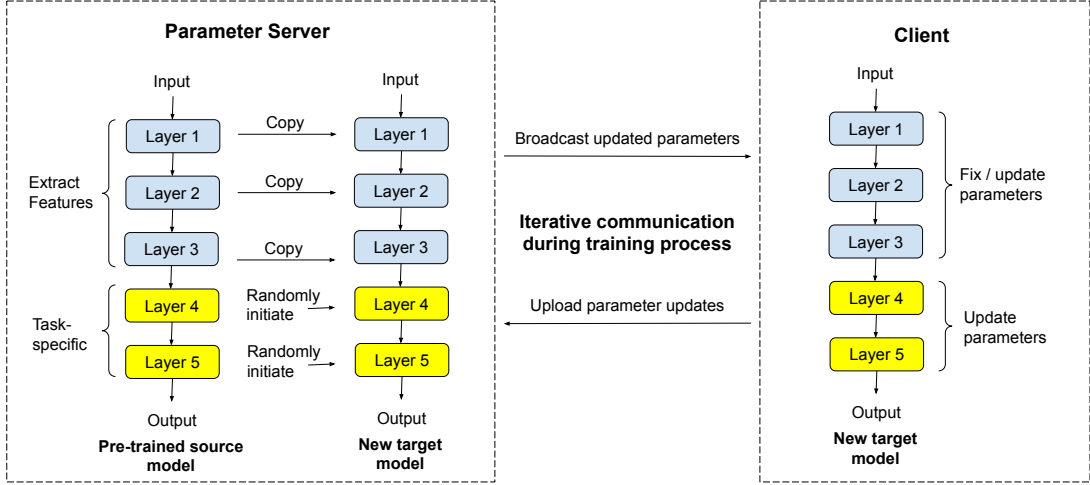 Parameter Server
Input
Layer 1
Layer 2
Layer 3
Layer 4
Layer 5
Output
Pre-trained source
model
Extract
Features
Task-
specific
Copy
Copy
Copy
Randomly
initiate
Randomly
initiate
Input
Layer 1
Layer 2
Layer 3
Layer 4
Layer 5
Output
New target
model
Broadcast updated parameters
Iterative communication
during training process
Upload parameter updates
Client
Input
Layer 1
Layer 2
Layer 3
Layer 4
Layer 5
Output
New target
model
Fix / update
parameters
Update
parameters